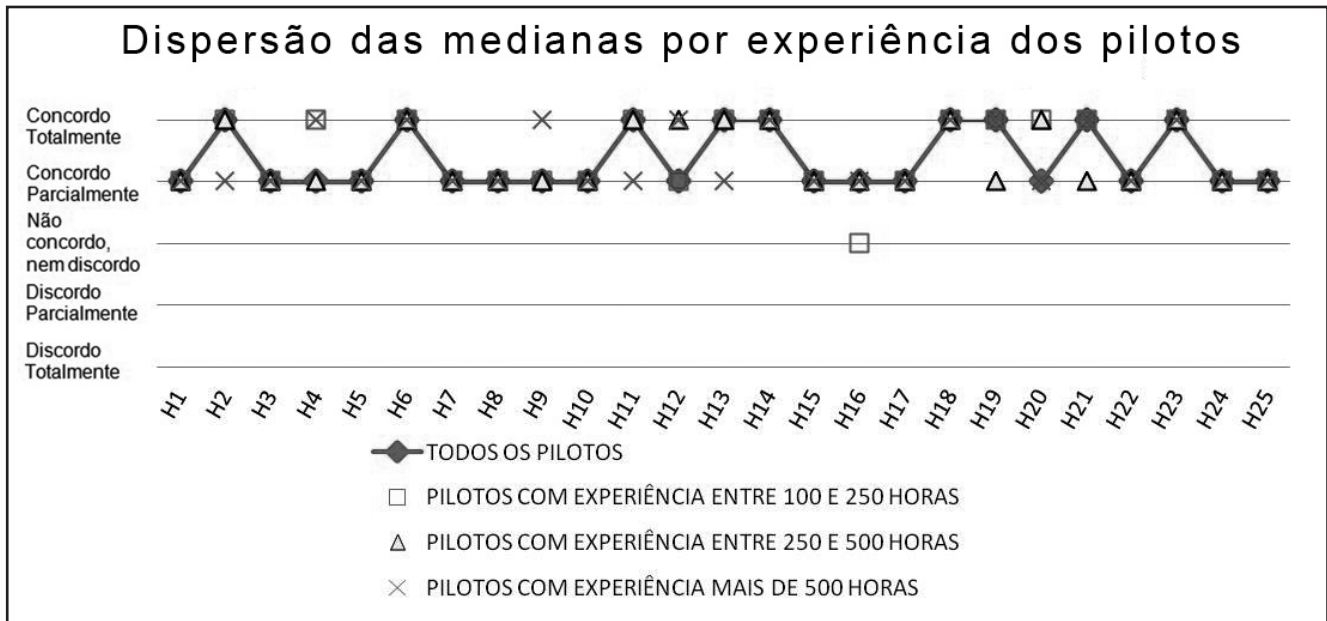 Dispersão das medianas por experiência dos pilotos
Concordo
Totalmente
Concordo
Parcialmente
Não
concordo,
nem discordo
Discordo
Parcialmente
Discordo
Totalmente
H1 H2 H3 H4 H5 H6 H7 H8 H9 H10 H11 H12 H13 H14 H15 H16 H17 H18 H19 H20 H21 H22 H23 H24 H25
TODOS OS PILOTOS
PILOTOS COM EXPERIÊNCIA ENTRE 100 E 250 HORAS
PILOTOS COM EXPERIÊNCIA ENTRE 250 E 500 HORAS
PILOTOS COM EXPERIÊNCIA MAIS DE 500 HORAS